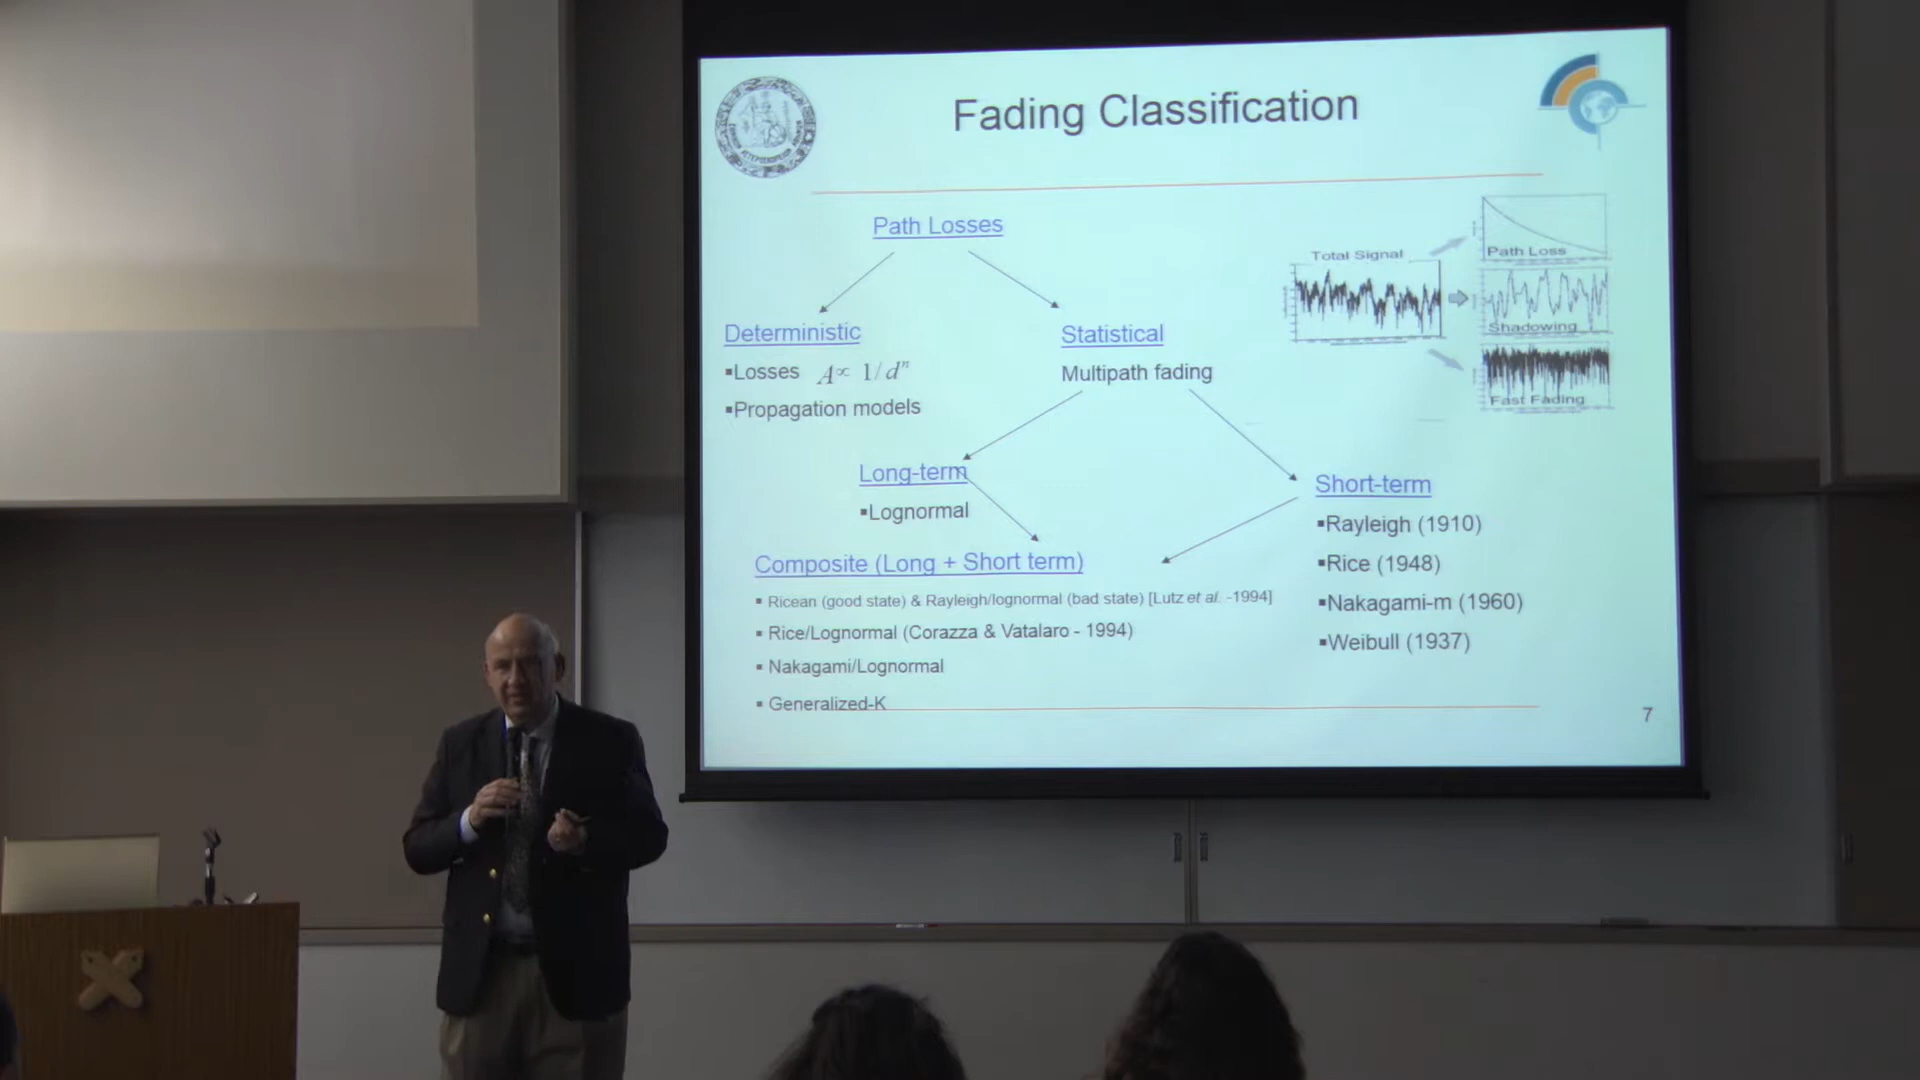 Fading Classification
Path Losses
Total Signal
Path Loss
Shadowing
Fast Fading
Deterministic
▪Losses A∝ 1/dⁿ
▪Propagation models
Statistical
Multipath fading
Long-term
▪Lognormal
Short-term
▪Rayleigh (1910)
▪Rice (1948)
▪Nakagami-m (1960)
▪Weibull (1937)
Composite (Long + Short term)
▪ Ricean (good state) & Rayleigh/lognormal (bad state) [Lutz et al. -1994]
▪ Rice/Lognormal (Corazza & Vatalaro - 1994)
▪ Nakagami/Lognormal
▪ Generalized-K
7